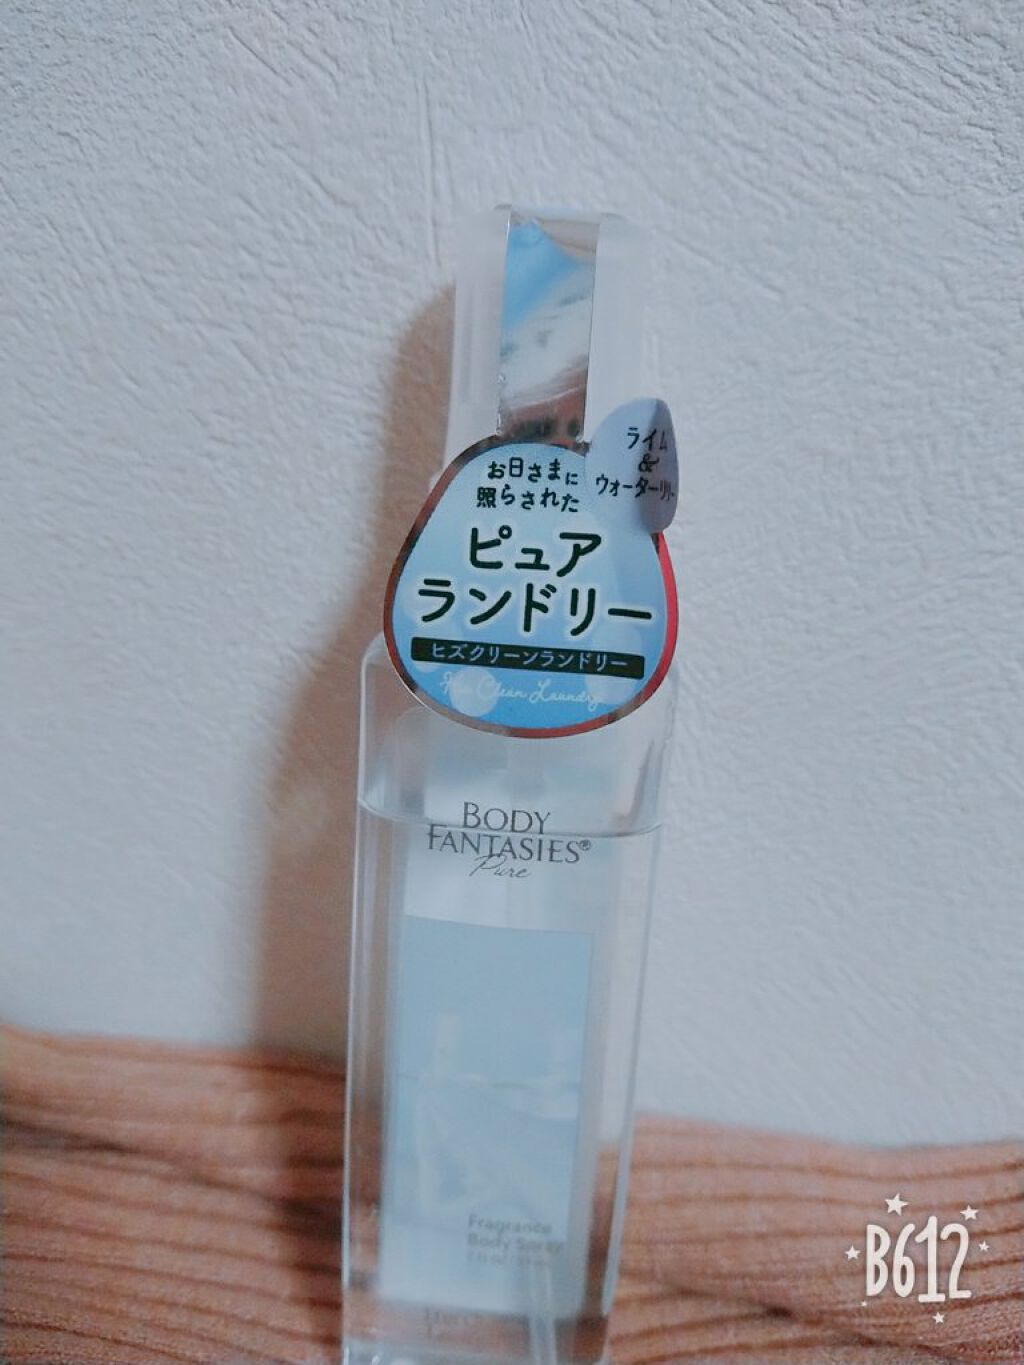 ライム
&
ウォーターリリー
お日さまに
照らされた
ピュア
ランドリー
ヒズクリーンランドリー
Clean Laundry
BODY
FANTASIES®
Pure
Fragrance
Body Spray
B612